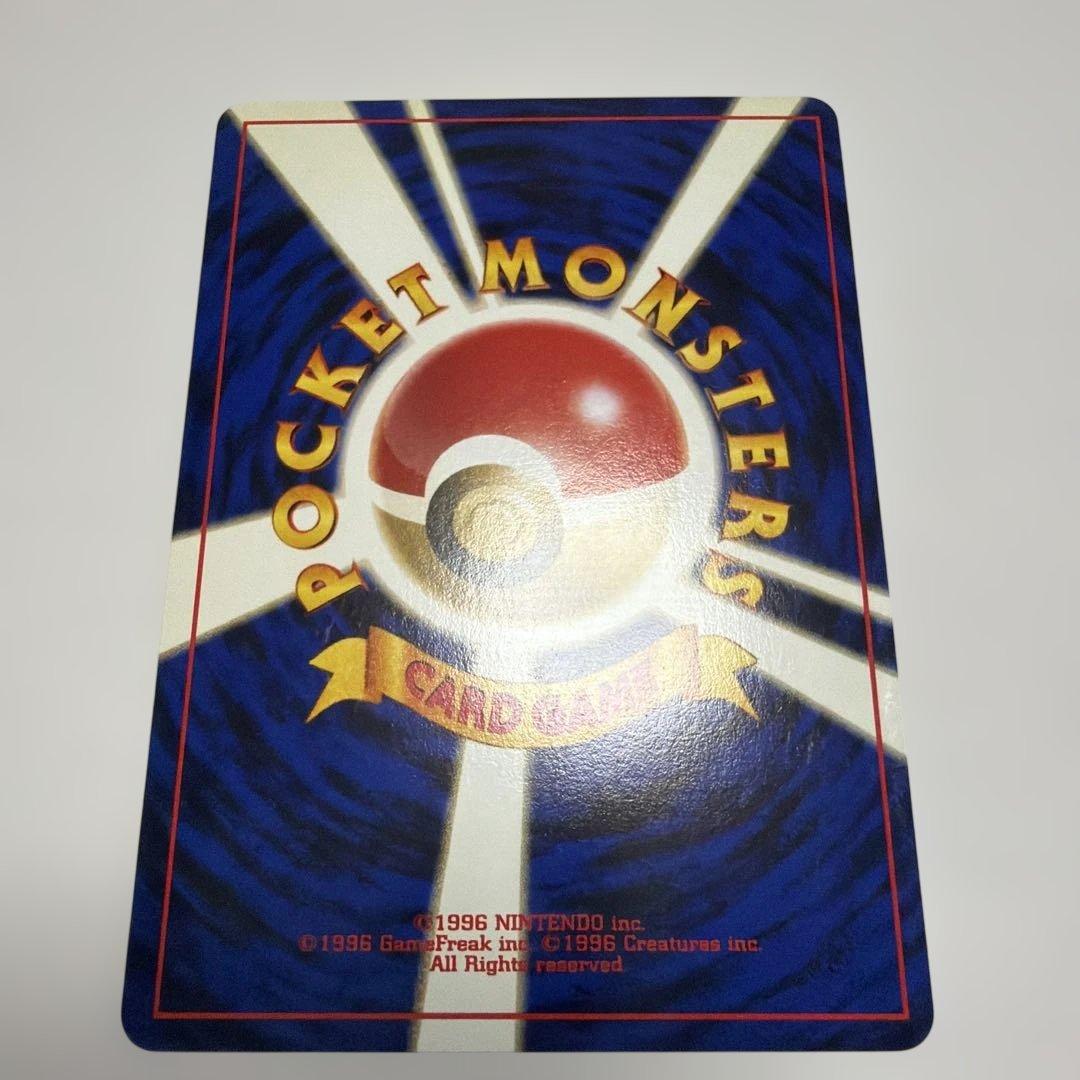 POCKET MONSTERS
CARD GAME
©1996 NINTENDO inc.
©1996 GameFreak inc. ©1996 Creatures inc.
All Rights reserved